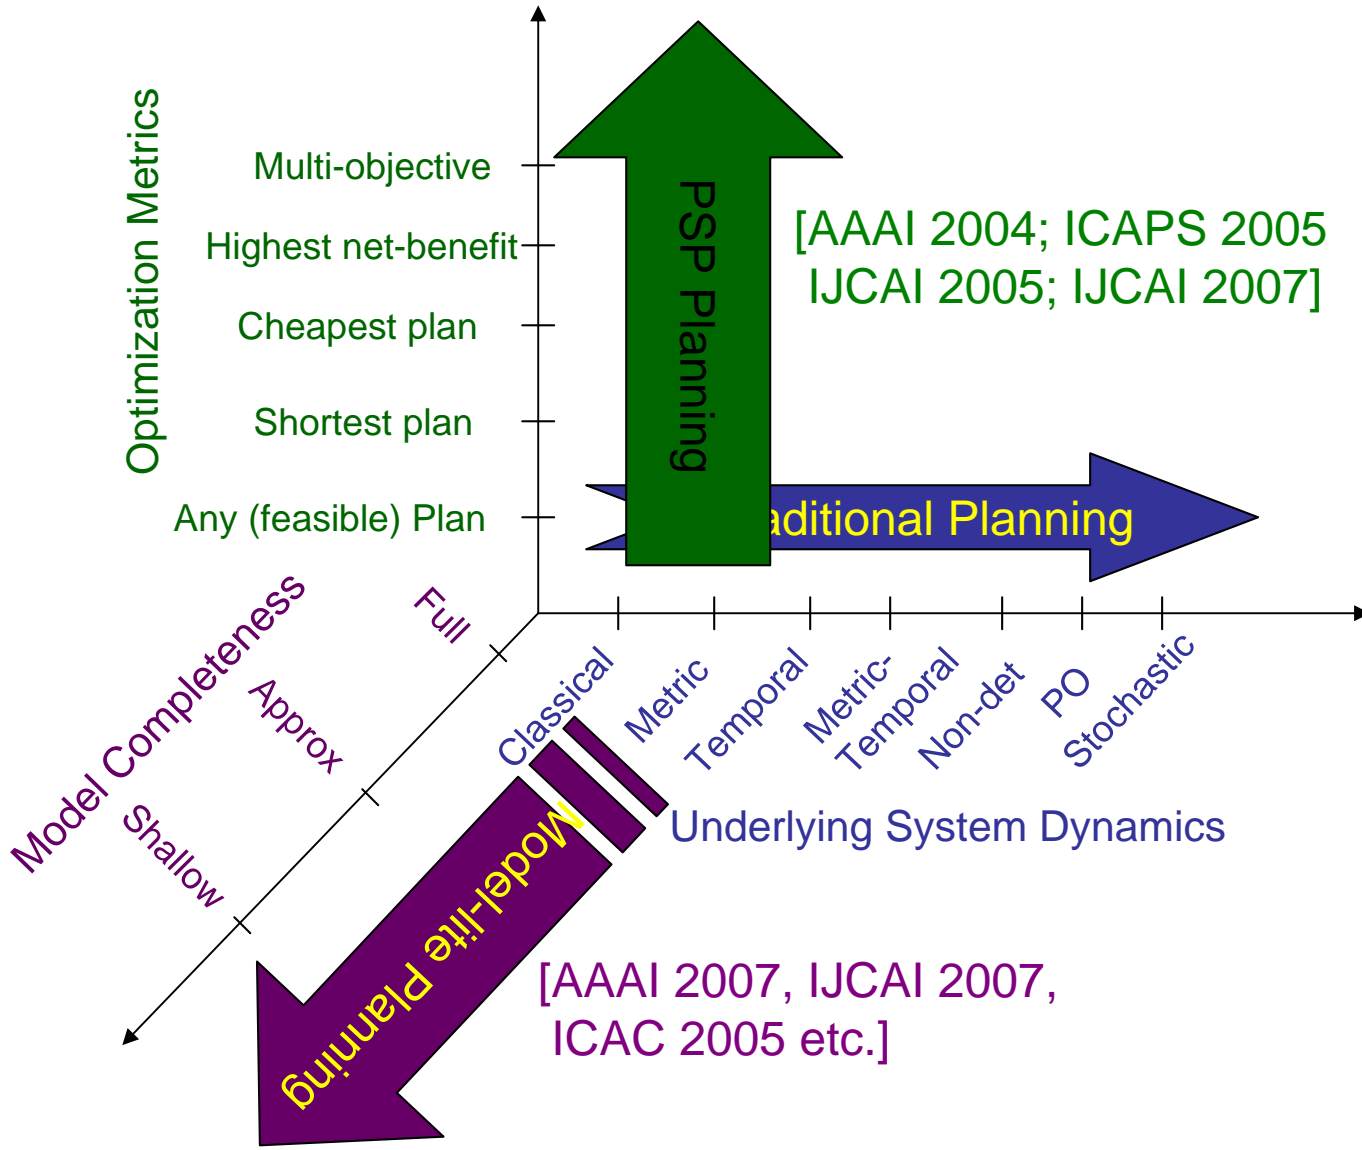 Optimization Metrics
Multi-objective
Highest net-benefit
Cheapest plan
Shortest plan
Any (feasible) Plan
PSP Planning
[AAAI 2004; ICAPS 2005
IJCAI 2005; IJCAI 2007]
aditional Planning
Model Completeness
Full
Approx
Shallow
Classical
Metric
Temporal
Metric-
Temporal
Non-det
PO
Stochastic
Underlying System Dynamics
Model-lite Planning
[AAAI 2007, IJCAI 2007,
ICAC 2005 etc.]